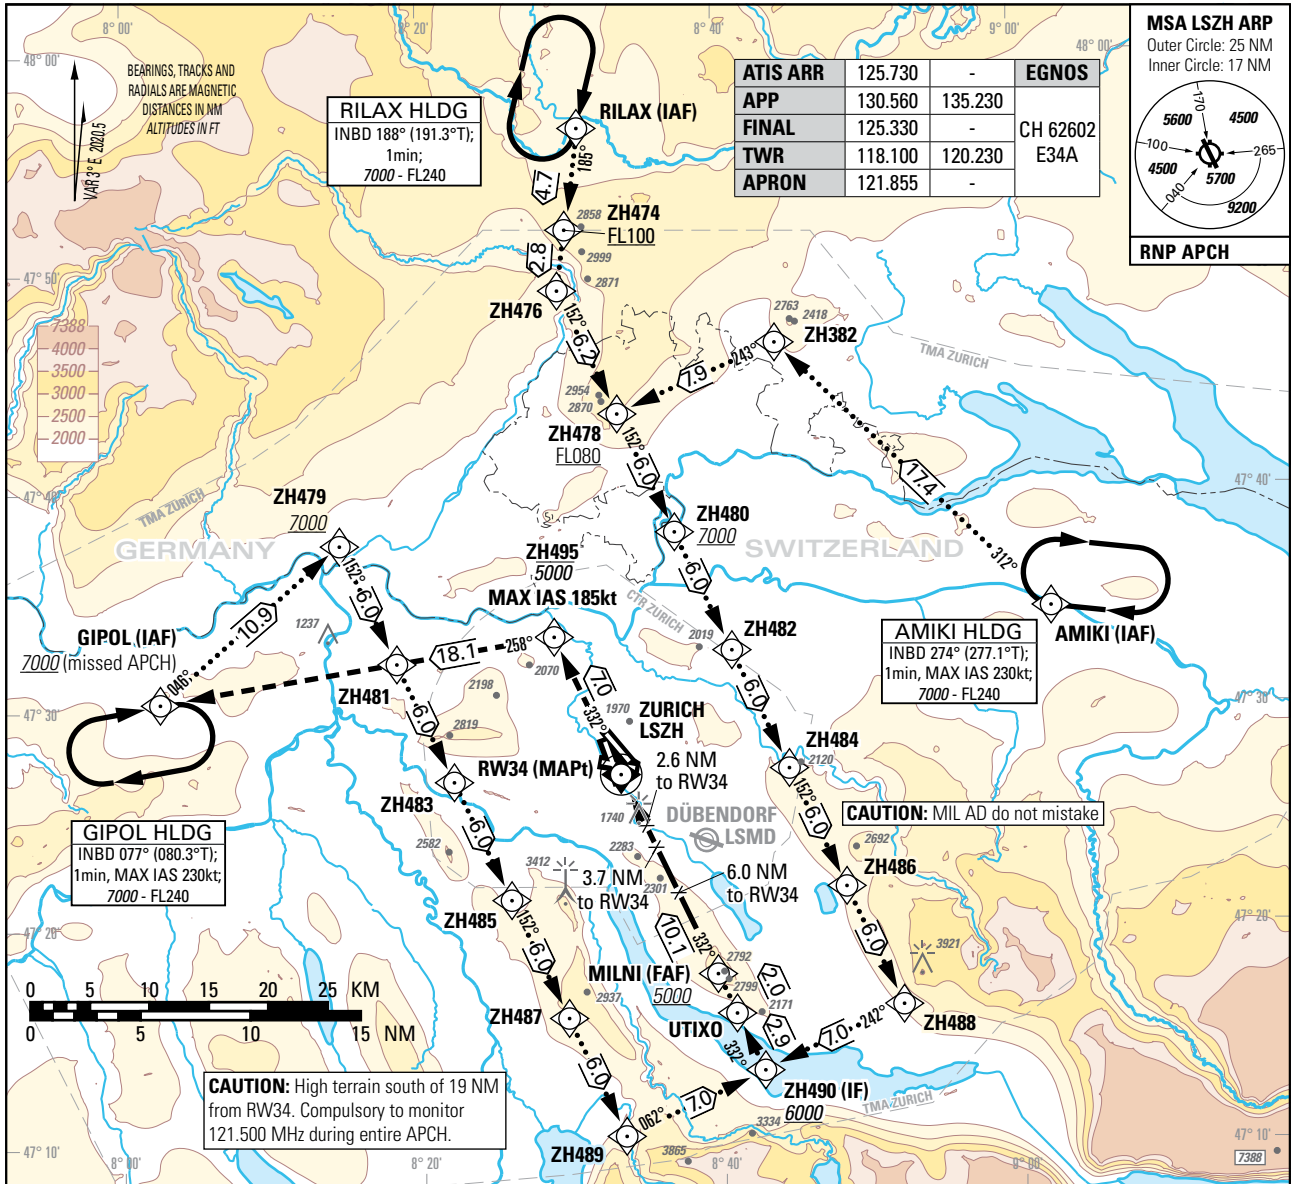 8° 00'
8° 20'
9° 00'
48° 00'
48° 00'
BEARINGS, TRACKS AND
RADIALS ARE MAGNETIC
DISTANCES IN NM
ALTITUDES IN FT
VAR 3° E 2020.5
RILAX HLDG
INBD 188° (191.3°T);
1min;
7000 - FL240
RILAX (IAF)
185°
4.7
ATIS ARR 125.730 - EGNOS
APP 130.560 135.230
FINAL 125.330 -
TWR 118.100 120.230
APRON 121.855 -
CH 62602
E34A
MSA LSZH ARP
Outer Circle: 25 NM
Inner Circle: 17 NM
170
5600
4500
100
265
4500
5700
040
9200
RNP APCH
2858
ZH474
FL100
2999
2.8
2871
47° 50'
ZH476
152°
6.2
2763
2418
ZH382
243°
7.9
TMA ZURICH
7388
4000
3500
3000
2500
2000
2954
2870
ZH478
FL080
152°
6.0
17.4
47° 40'
47° 40'
TMA ZURICH
ZH479
7000
ZH480
7000
312°
GERMANY
SWITZERLAND
ZH495
5000
MAX IAS 185kt
152°
6.0
6.0
CTR ZURICH
AMIKI (IAF)
AMIKI HLDG
INBD 274° (277.1°T);
1min, MAX IAS 230kt;
7000 - FL240
1237
10.9
GIPOL (IAF)
7000 (missed APCH)
046°
18.1
258°
2019
ZH482
2070
ZH481
7.0
6.0
47° 30'
47° 30'
2198
1970
ZURICH
LSZH
332°
6.0
2819
ZH484
2120
RW34 (MAPt)
2.6 NM
to RW34
ZH483
152°
6.0
1740
DÜBENDORF
LSMD
CAUTION: MIL AD do not mistake
GIPOL HLDG
INBD 077° (080.3°T);
1min, MAX IAS 230kt;
7000 - FL240
6.0
2582
2283
2692
3412
3.7 NM
to RW34
2301
6.0 NM
to RW34
ZH486
ZH485
47° 20'
47° 20'
152°
6.0
10.1
332°
6.0
3921
MILNI (FAF)
5000
2792
2799
2.0
2937
2171
0 5 10 15 20 25 KM
0 5 10 15 NM
ZH487
UTIXO
242°
7.0
ZH488
332°
2.9
6.0
CAUTION: High terrain south of 19 NM
from RW34. Compulsory to monitor
121.500 MHz during entire APCH.
ZH490 (IF)
6000
TMA ZURICH
062°
7.0
3334
ZH489
3865
47° 10'
47° 10'
7388
8° 00'
8° 20'
8° 40'
9° 00'